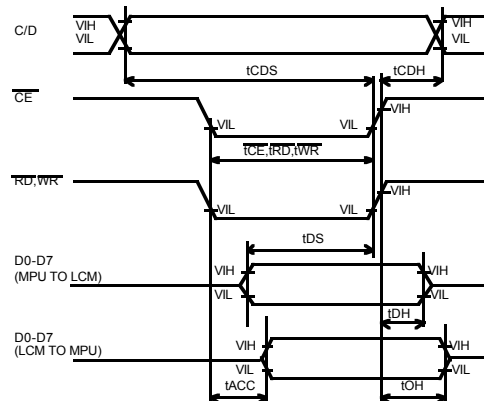 C/D
VIH
VIL
VIH
VIL
tCDS
tCDH
CE
VIH
VIL
VIL
tCE,tRD,tWR
RD,WR
VIH
VIL
VIL
tDS
D0-D7
(MPU TO LCM)
VIH
VIL
VIH
VIL
tDH
D0-D7
(LCM TO MPU)
VIH
VIL
VIH
VIL
tACC
tOH